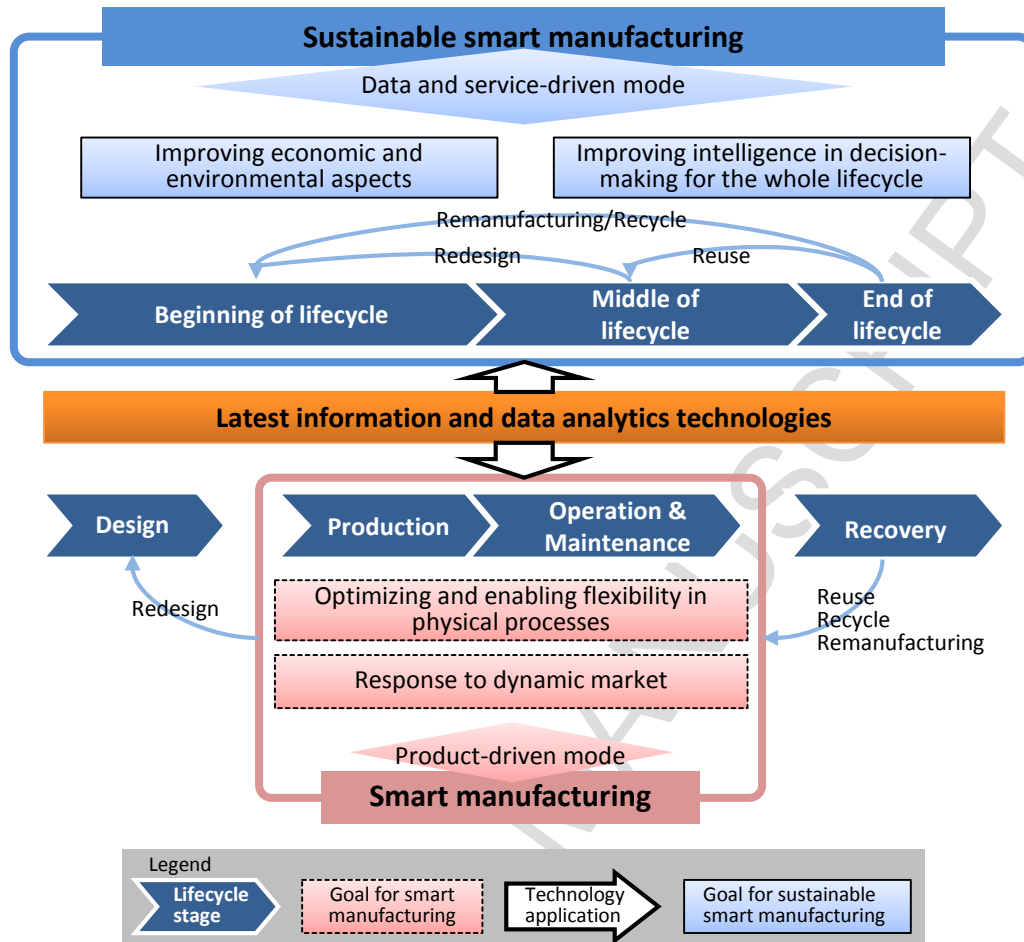 Sustainable smart manufacturing
Data and service-driven mode
Improving economic and
environmental aspects
Improving intelligence in decision-
making for the whole lifecycle
Remanufacturing/Recycle
Redesign
Reuse
Beginning of lifecycle
Middle of
lifecycle
End of
lifecycle
Latest information and data analytics technologies
Design
Production
Operation &
Maintenance
Recovery
Redesign
Optimizing and enabling flexibility in
physical processes
Reuse
Recycle
Remanufacturing
Response to dynamic market
Product-driven mode
Smart manufacturing
Legend
Lifecycle
stage
Goal for smart
manufacturing
Technology
application
Goal for sustainable
smart manufacturing